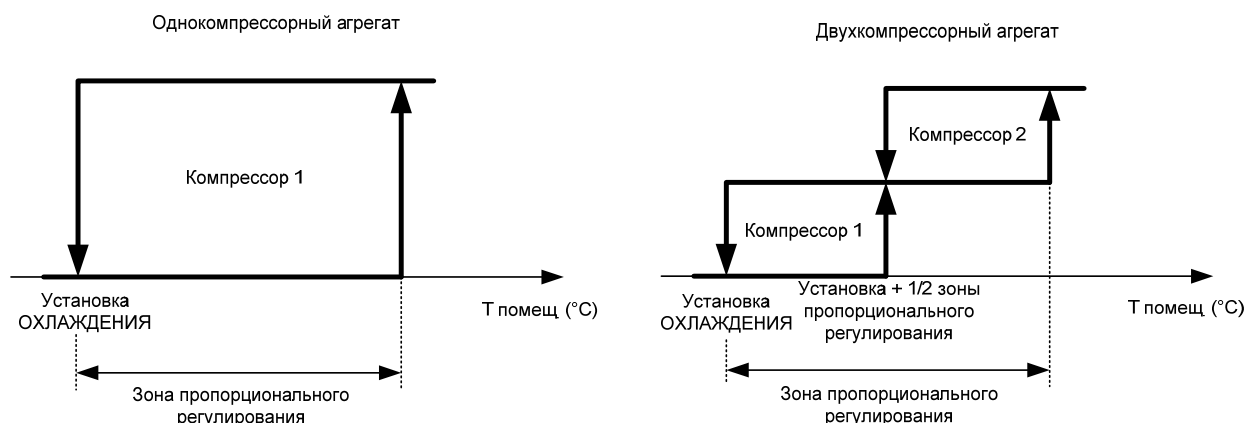 Однокомпрессорный агрегат
Компрессор 1
Установка
ОХЛАЖДЕНИЯ
Т помещ. (°C)
Зона пропорционального
регулирования
Двухкомпрессорный агрегат
Компрессор 2
Компрессор 1
Установка
ОХЛАЖДЕНИЯ
Установка + 1/2 зоны
пропорционального
регулирования
Т помещ. (°C)
Зона пропорционального
регулирования